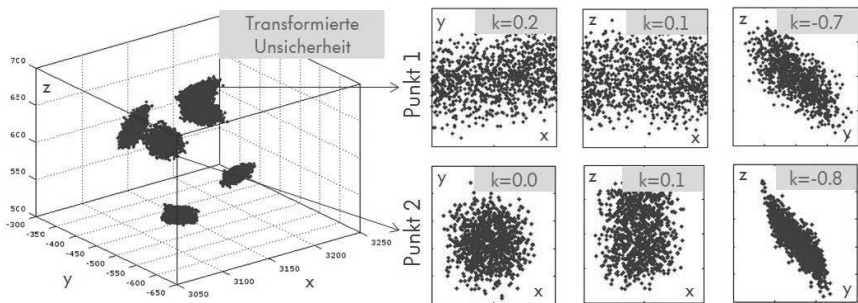 Transformierte
Unsicherheit
700
650
600
550
500
z
-300
-350
-400
-450
-500
-550
-600
-650
y
3050
3100
3150
3200
3250
x
Punkt 1
y k=0.2
x
z k=0.1
x
z k=-0.7
y
Punkt 2
y k=0.0
x
z k=0.1
x
z k=-0.8
y